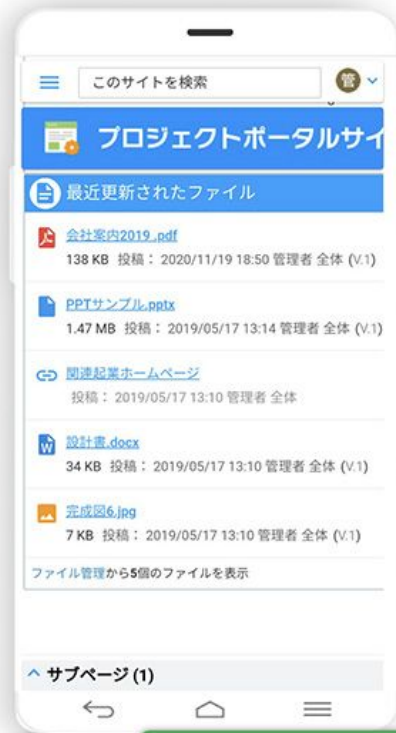 このサイトを検索
管
プロジェクトポータルサイ
最近更新されたファイル
会社案内2019 .pdf
138 KB 投稿： 2020/11/19 18:50 管理者 全体 (V.1)
PPTサンプル.pptx
1.47 MB 投稿： 2019/05/17 13:14 管理者 全体 (V.1)
関連起業ホームページ
投稿： 2019/05/17 13:10 管理者 全体
W
設計書.docx
34 KB 投稿： 2019/05/17 13:10 管理者 全体 (V.1)
完成図6.jpg
7 KB 投稿： 2019/05/17 13:10 管理者 全体 (V.1)
ファイル管理から5個のファイルを表示
サブページ (1)